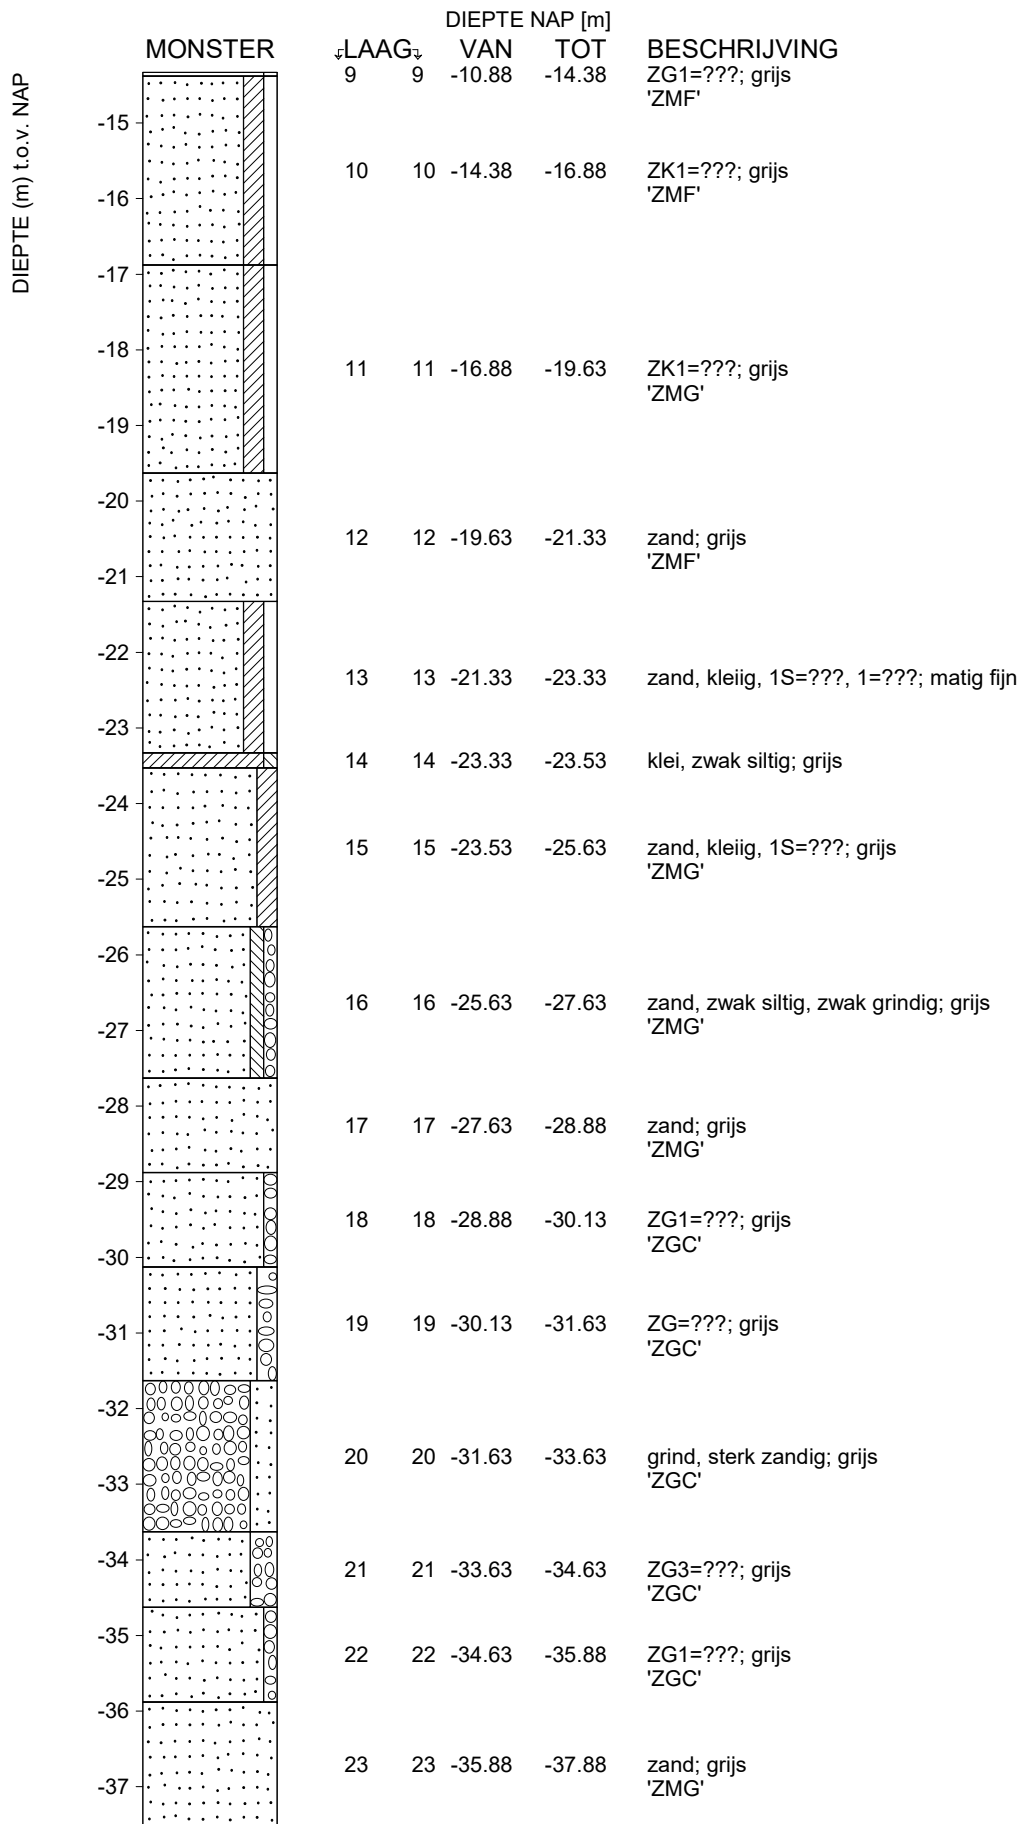 DIEPTE NAP [m]
MONSTER LAAG VAN TOT BESCHRIJVING
DIEPTE (m) t.o.v. NAP
9 9 -10.88 -14.38 ZG1=???; grijs
'ZMF'
-15
10 10 -14.38 -16.88 ZK1=???; grijs
'ZMF'
-16
-17
-18
11 11 -16.88 -19.63 ZK1=???; grijs
'ZMG'
-19
-20
12 12 -19.63 -21.33 zand; grijs
'ZMF'
-21
-22
13 13 -21.33 -23.33 zand, kleiig, 1S=???, 1=???; matig fijn
-23
14 14 -23.33 -23.53 klei, zwak siltig; grijs
-24
15 15 -23.53 -25.63 zand, kleiig, 1S=???; grijs
'ZMG'
-25
-26
16 16 -25.63 -27.63 zand, zwak siltig, zwak grindig; grijs
'ZMG'
-27
-28
17 17 -27.63 -28.88 zand; grijs
'ZMG'
-29
18 18 -28.88 -30.13 ZG1=???; grijs
'ZGC'
-30
19 19 -30.13 -31.63 ZG=???; grijs
'ZGC'
-31
-32
20 20 -31.63 -33.63 grind, sterk zandig; grijs
'ZGC'
-33
-34
21 21 -33.63 -34.63 ZG3=???; grijs
'ZGC'
-35
22 22 -34.63 -35.88 ZG1=???; grijs
'ZGC'
-36
23 23 -35.88 -37.88 zand; grijs
'ZMG'
-37